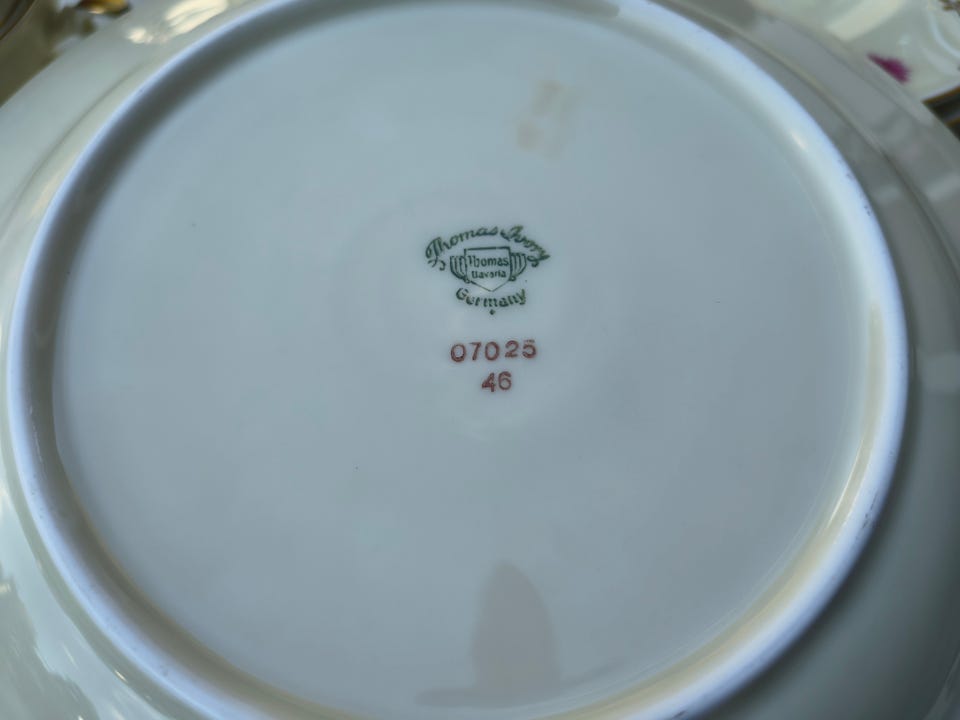 Thomas Ivory
Thomas
Bavaria
Germany
07025
46